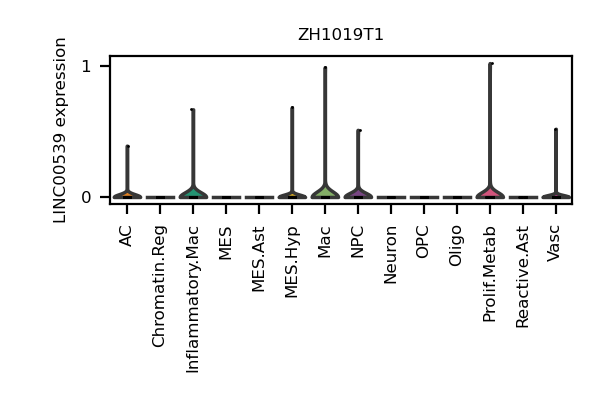 ZH1019T1
LINC00539 expression
1
0
AC
Chromatin.Reg
Inflammatory.Mac
MES
MES.Ast
MES.Hyp
Mac
NPC
Neuron
OPC
Oligo
Prolif.Metab
Reactive.Ast
Vasc